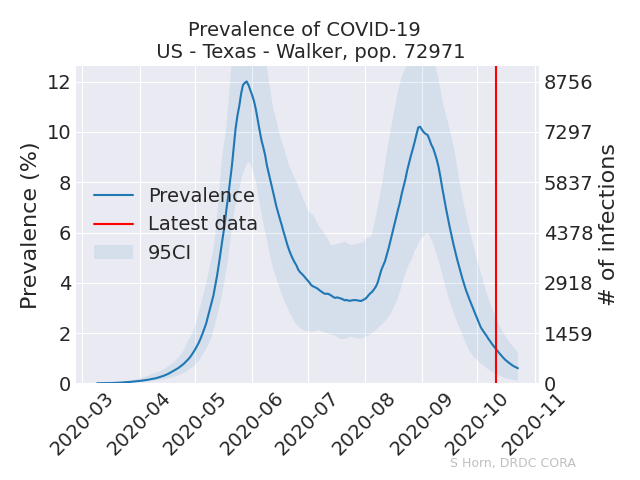 Prevalence of COVID-19
US - Texas - Walker, pop. 72971
Prevalence (%)
12
10
8
6
4
2
0
8756
7297
5837
4378
2918
1459
0
# of infections
Prevalence
Latest data
95CI
2020-03
2020-04
2020-05
2020-06
2020-07
2020-08
2020-09
2020-10
2020-11
S Horn, DRDC CORA